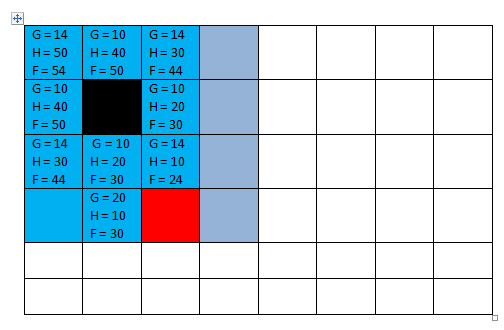 G = 14
H = 50
F = 54
G = 10
H = 40
F = 50
G = 14
H = 30
F = 44
G = 10
H = 40
F = 50
G = 10
H = 20
F = 30
G = 14
H = 30
F = 44
G = 10
H = 20
F = 30
G = 14
H = 10
F = 24
G = 20
H = 10
F = 30